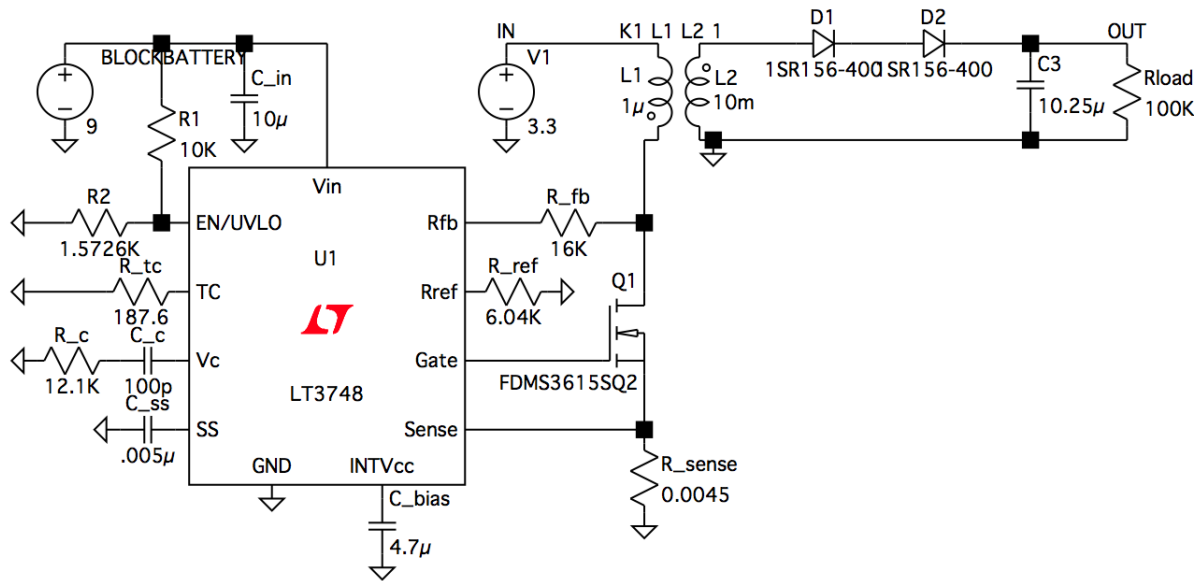 IN
K1 L1 L2 1
D1
D2
OUT
BLOCKBATTERY
V1
C_in
L1
L2
1SR156-400
1SR156-400
C3
Rload
9
R1
10µ
3.3
1µ
10m
10.25µ
100K
10K
Vin
R2
EN/UVLO
Rfb
R_fb
1.5726K
16K
U1
R_tc
TC
Rref
R_ref
Q1
187.6
6.04K
R_c
C_c
Vc
Gate
12.1K
100p
LT3748
FDMS3615SQ2
C_ss
SS
Sense
.005µ
GND
INTVcc
R_sense
0.0045
C_bias
4.7µ